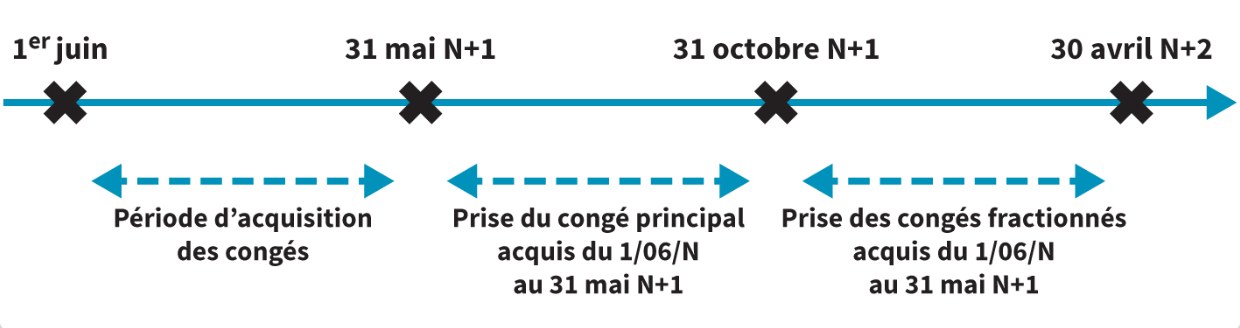 1er juin
31 mai N+1
31 octobre N+1
30 avril N+2
Période d’acquisition
des congés
Prise du congé principal
acquis du 1/06/N
au 31 mai N+1
Prise des congés fractionnés
acquis du 1/06/N
au 31 mai N+1